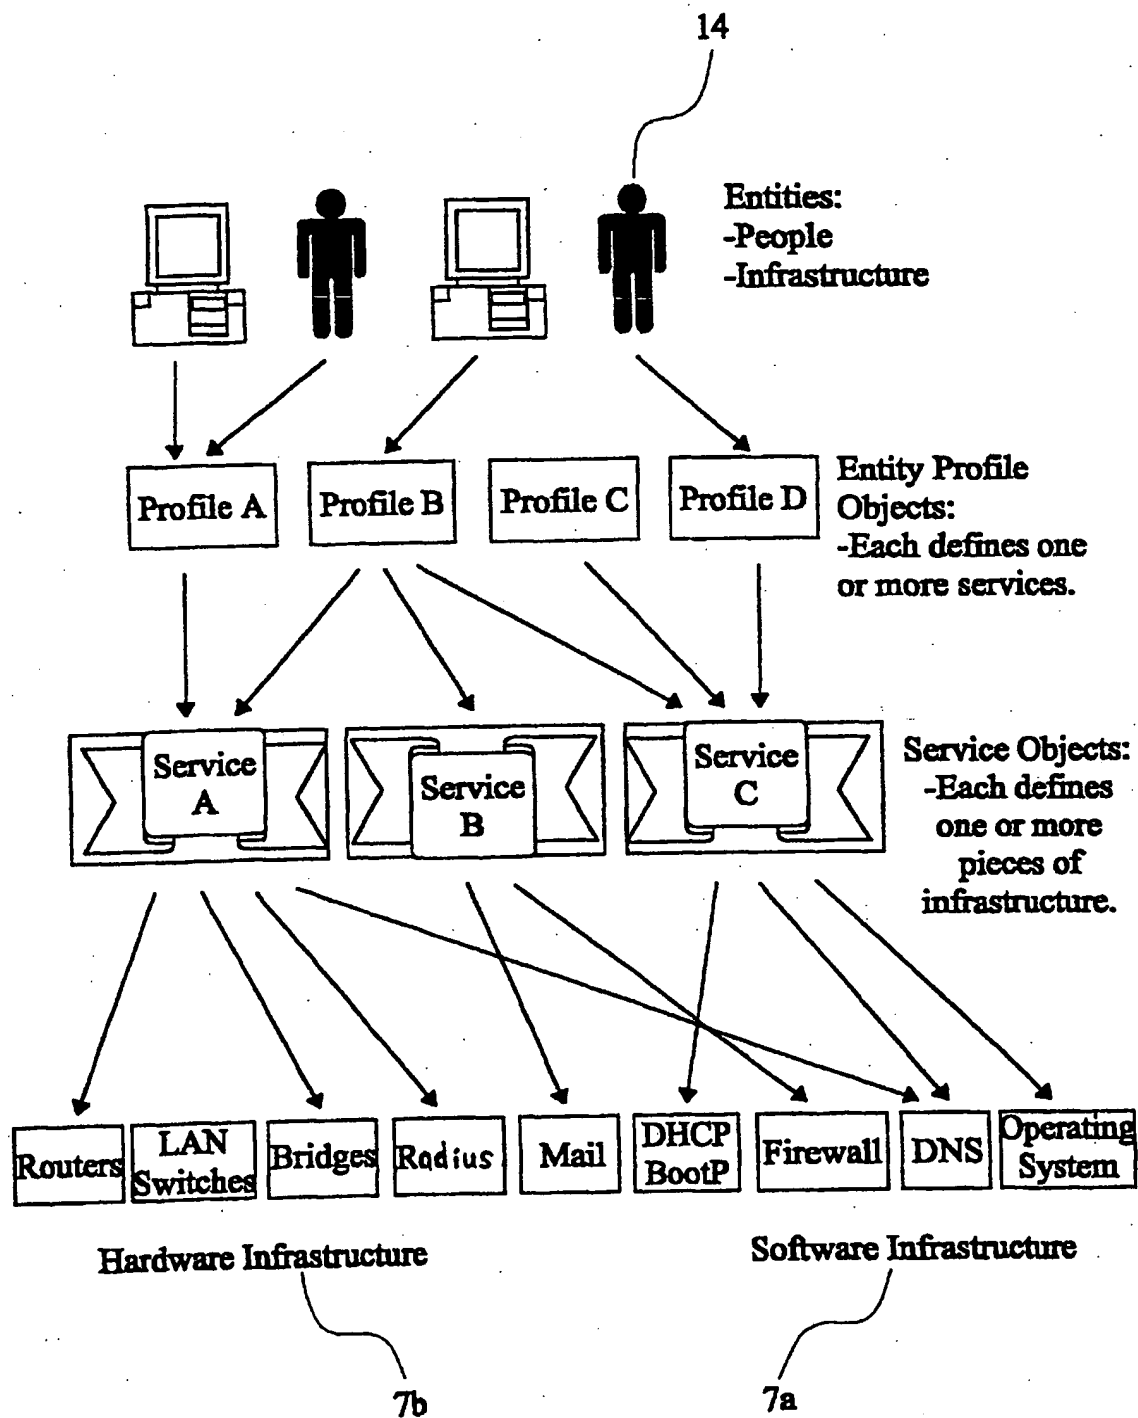 14
Entities:
-People
-Infrastructure
Profile A
Profile B
Profile C
Profile D
Entity Profile
Objects:
-Each defines one
or more services.
Service
A
Service
B
Service
C
Service Objects:
-Each defines
one or more
pieces of
infrastructure.
Routers
LAN
Switches
Bridges
Radius
Mail
DHCP
BootP
Firewall
DNS
Operating
System
Hardware Infrastructure
Software Infrastructure
7b
7a